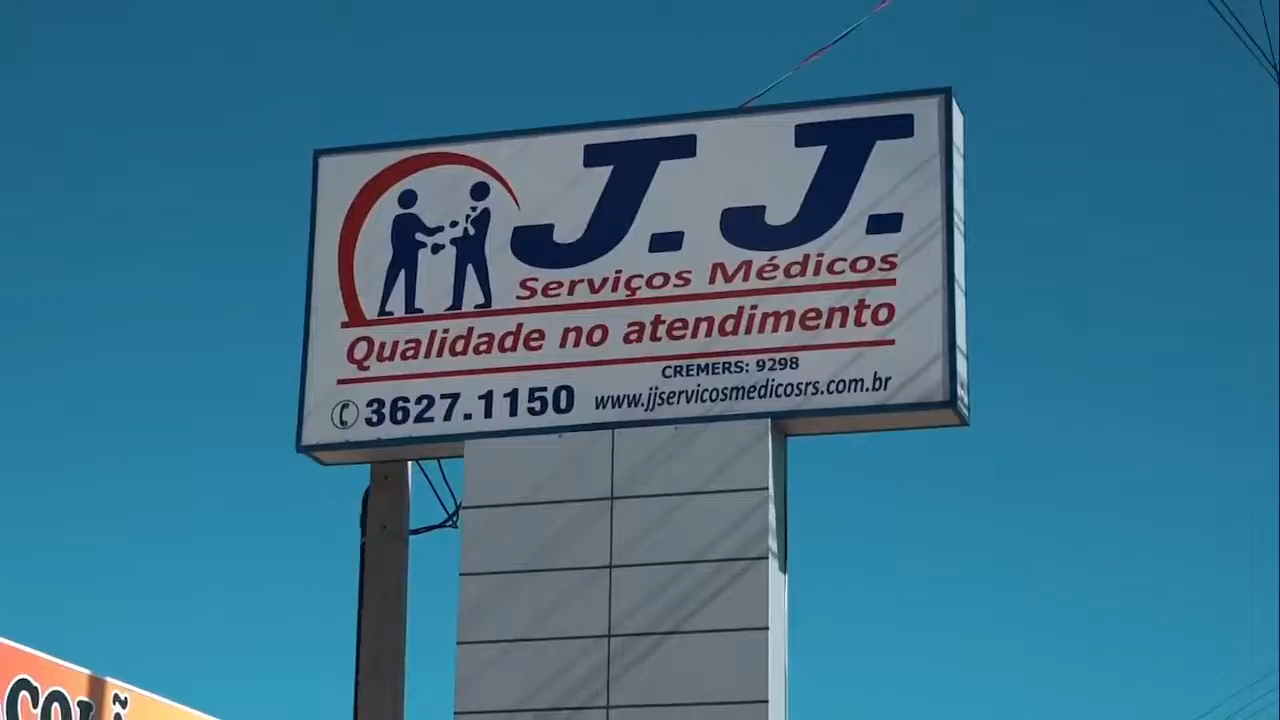 J. J.
Serviços Médicos
Qualidade no atendimento
CREMERS: 9298
3627.1150 www.jjservicosmedicosrs.com.br